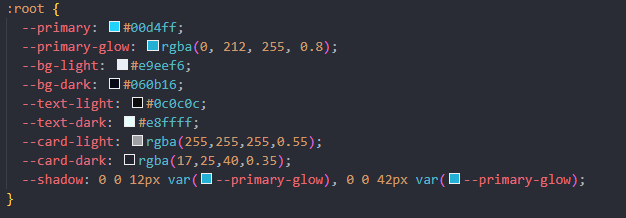 :root {
--primary: #00d4ff;
--primary-glow: rgba(0, 212, 255, 0.8);
--bg-light: #e9eef6;
--bg-dark: #060b16;
--text-light: #0c0c0c;
--text-dark: #e8ffff;
--card-light: rgba(255,255,255,0.55);
--card-dark: rgba(17,25,40,0.35);
--shadow: 0 0 12px var(--primary-glow), 0 0 42px var(--primary-glow);
}